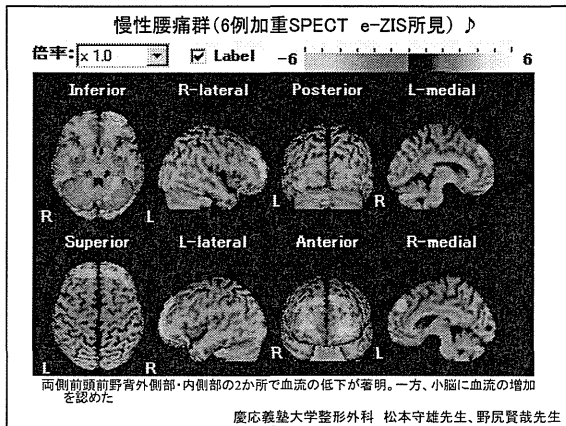 慢性腰痛群(6例加重SPECT e-ZIS所見) ♪
倍率: x 1.0 Label -6 6
Inferior R-lateral Posterior L-medial
R L L R
Superior L-lateral Anterior R-medial
L R R L
両側前頭前野背外側部・内側部の2か所で血流の低下が著明。一方、小脳に血流の増加
を認めた
慶応義塾大学整形外科 松本守雄先生、野尻賢哉先生